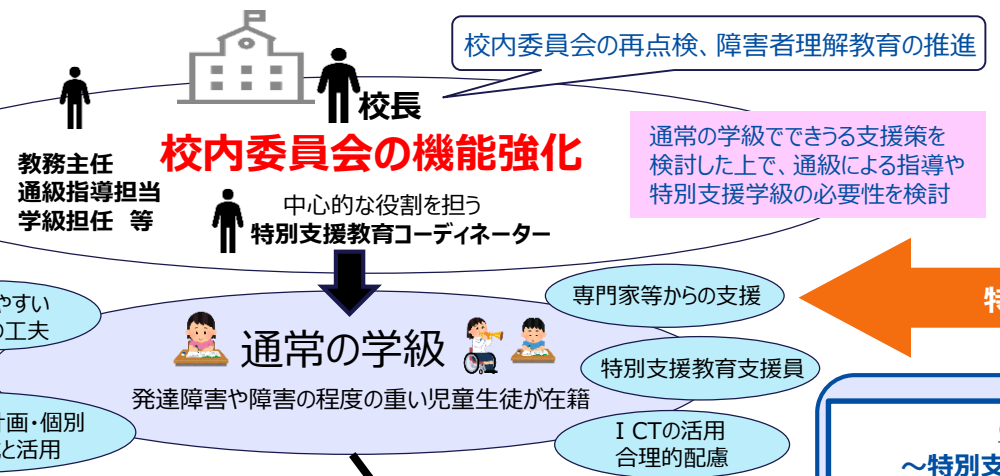 校内委員会の再点検、障害者理解教育の推進
校長
校内委員会の機能強化
教務主任
通級指導担当
学級担任 等
中心的な役割を担う
特別支援教育コーディネーター
通常の学級でできうる支援策を
検討した上で、通級による指導や
特別支援学級の必要性を検討
やすい
の工夫
専門家等からの支援
特
通常の学級
特別支援教育支援員
発達障害や障害の程度の重い児童生徒が在籍
計画・個別
と活用
ICTの活用
合理的配慮
～特別支